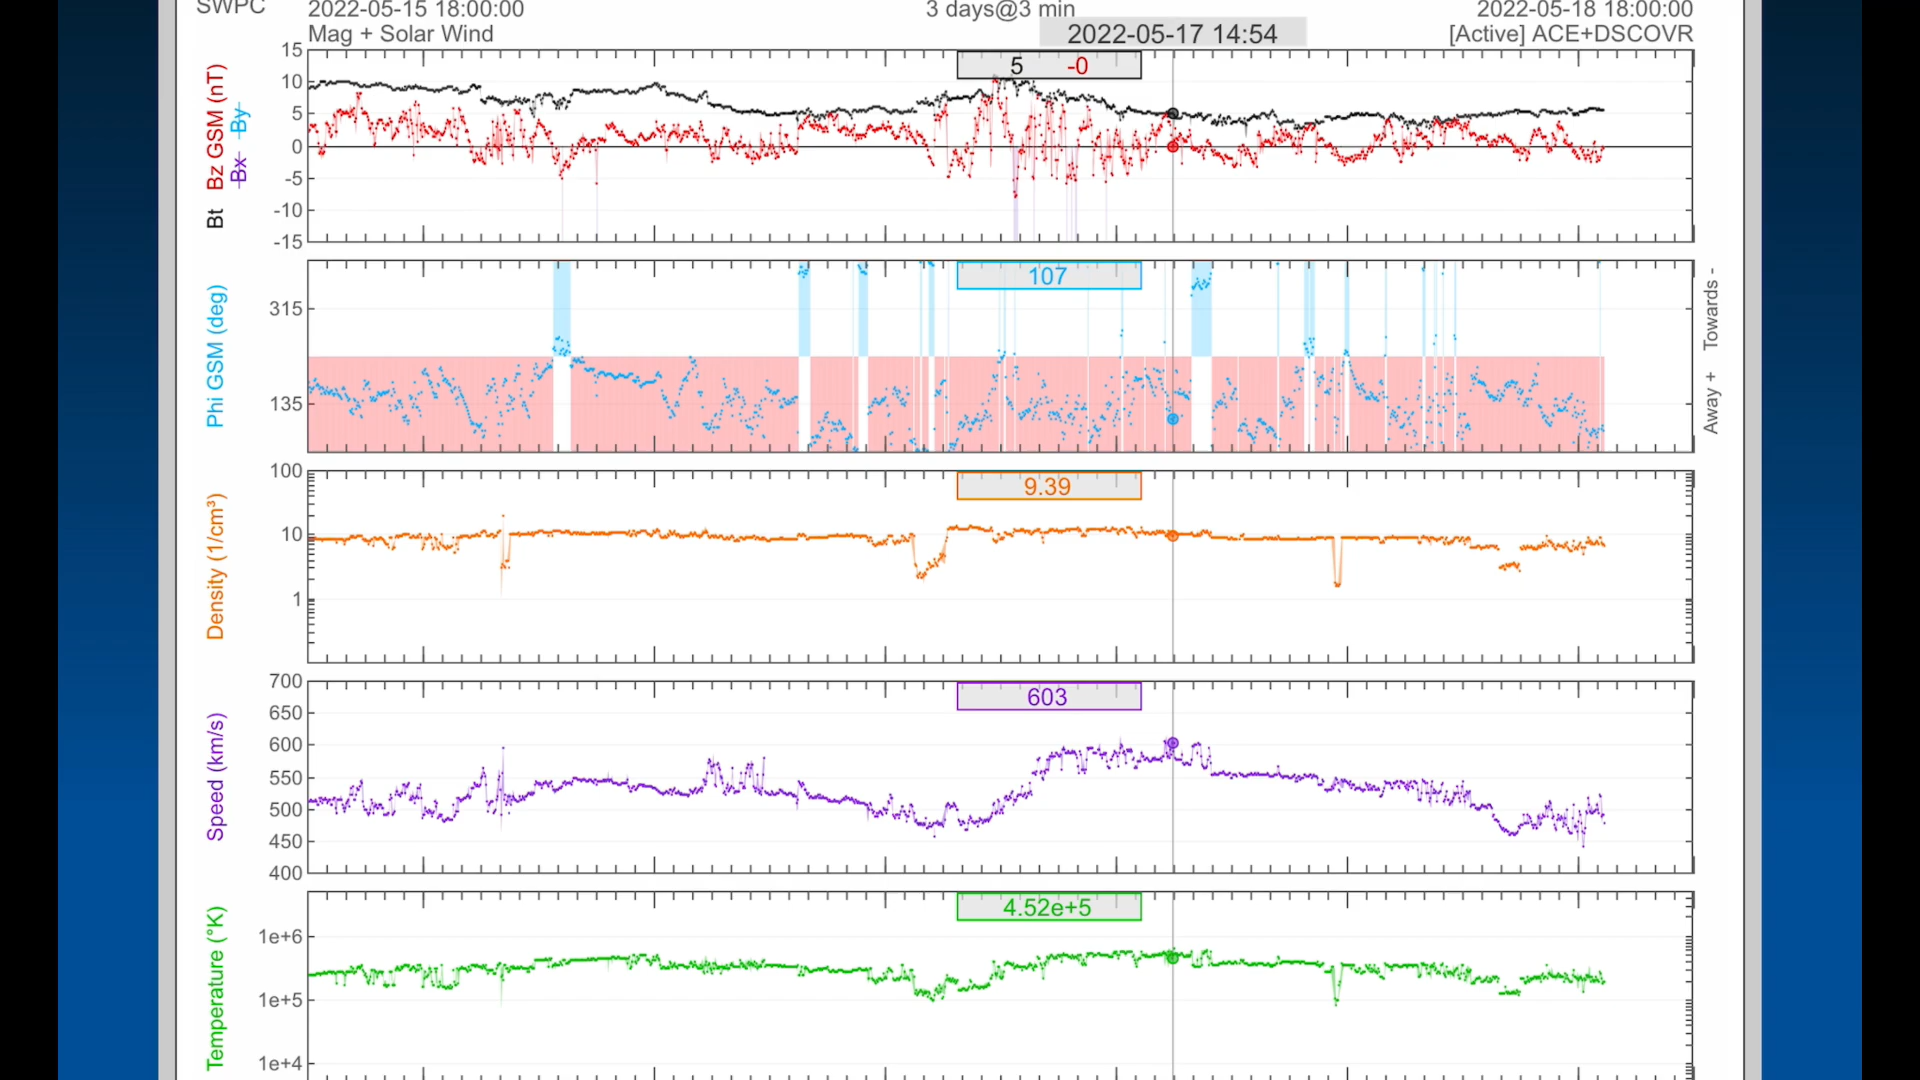 SWPC
2022-05-15 18:00:00
3 days@3 min
2022-05-18 18:00:00
Mag + Solar Wind
2022-05-17 14:54
[Active] ACE+DSCOVR
Bt Bz GSM (nT)
Bx By
15
10
5
0
-5
-10
-15
5 -0
Phi GSM (deg)
315
135
107
Away + Towards -
Density (1/cm³)
100
10
1
9.39
Speed (km/s)
700
650
600
550
500
450
400
603
Temperature (°K)
1e+6
1e+5
1e+4
4.52e+5